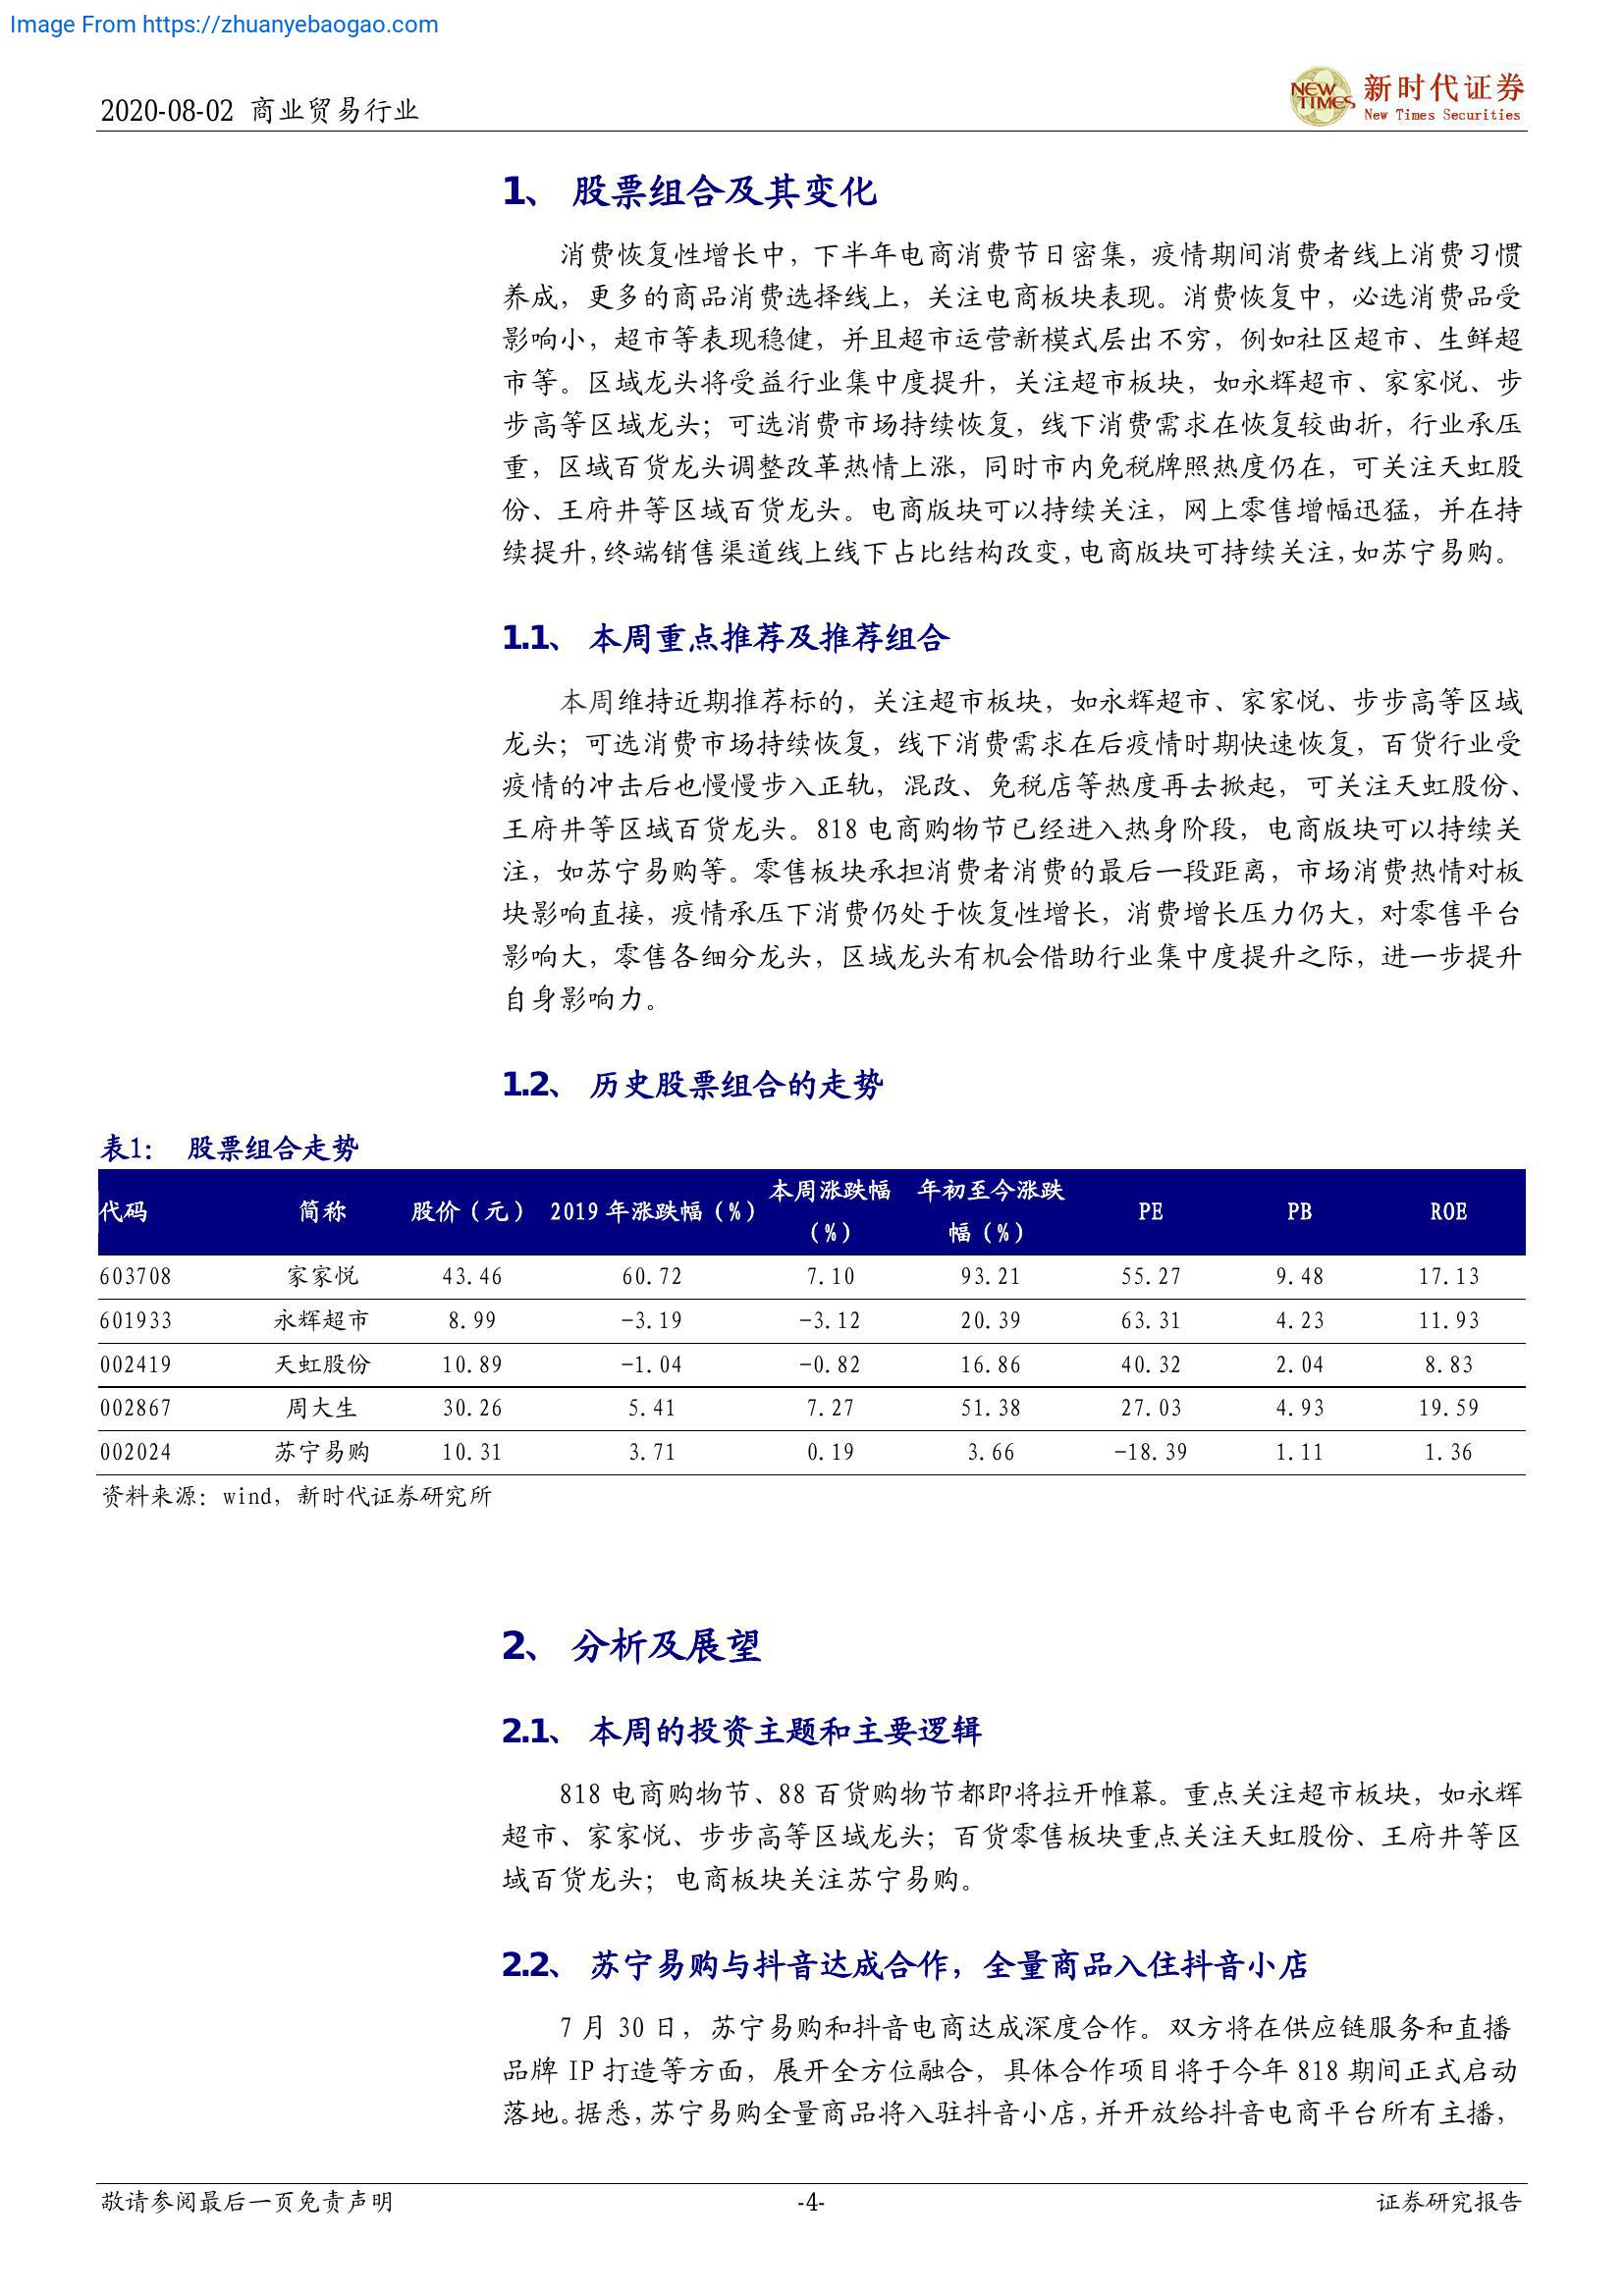 Image From https://zhuanyebaogao.com
2020-08-02 商业贸易行业
NEW TIMES
新时代证券
New Times Securities
1、 股票组合及其变化
消费恢复性增长中，下半年电商消费节日密集，疫情期间消费者线上消费习惯
养成，更多的商品消费选择线上，关注电商板块表现。消费恢复中，必选消费品受
影响小，超市等表现稳健，并且超市运营新模式层出不穷，例如社区超市、生鲜超
市等。区域龙头将受益行业集中度提升，关注超市板块，如永辉超市、家家悦、步
步高等区域龙头；可选消费市场持续恢复，线下消费需求在恢复较曲折，行业承压
重，区域百货龙头调整改革热情上涨，同时市内免税牌照热度仍在，可关注天虹股
份、王府井等区域百货龙头。电商版块可以持续关注，网上零售增幅迅猛，并在持
续提升，终端销售渠道线上线下占比结构改变，电商版块可持续关注，如苏宁易购。
1.1、 本周重点推荐及推荐组合
本周维持近期推荐标的，关注超市板块，如永辉超市、家家悦、步步高等区域
龙头；可选消费市场持续恢复，线下消费需求在后疫情时期快速恢复，百货行业受
疫情的冲击后也慢慢步入正轨，混改、免税店等热度再去掀起，可关注天虹股份、
王府井等区域百货龙头。818 电商购物节已经进入热身阶段，电商版块可以持续关
注，如苏宁易购等。零售板块承担消费者消费的最后一段距离，市场消费热情对板
块影响直接，疫情承压下消费仍处于恢复性增长，消费增长压力仍大，对零售平台
影响大，零售各细分龙头，区域龙头有机会借助行业集中度提升之际，进一步提升
自身影响力。
1.2、 历史股票组合的走势
表1： 股票组合走势
代码 简称 股价（元） 2019 年涨跌幅（%） 本周涨跌幅（%） 年初至今涨跌幅（%） PE PB ROE
603708 家家悦 43.46 60.72 7.10 93.21 55.27 9.48 17.13
601933 永辉超市 8.99 -3.19 -3.12 20.39 63.31 4.23 11.93
002419 天虹股份 10.89 -1.04 -0.82 16.86 40.32 2.04 8.83
002867 周大生 30.26 5.41 7.27 51.38 27.03 4.93 19.59
002024 苏宁易购 10.31 3.71 0.19 3.66 -18.39 1.11 1.36
资料来源：wind，新时代证券研究所
2、 分析及展望
2.1、 本周的投资主题和主要逻辑
818 电商购物节、88 百货购物节都即将拉开帷幕。重点关注超市板块，如永辉
超市、家家悦、步步高等区域龙头；百货零售板块重点关注天虹股份、王府井等区
域百货龙头；电商板块关注苏宁易购。
2.2、 苏宁易购与抖音达成合作，全量商品入住抖音小店
7 月 30 日，苏宁易购和抖音电商达成深度合作。双方将在供应链服务和直播
品牌 IP 打造等方面，展开全方位融合，具体合作项目将于今年 818 期间正式启动
落地。据悉，苏宁易购全量商品将入驻抖音小店，并开放给抖音电商平台所有主播，
敬请参阅最后一页免责声明 -4- 证券研究报告